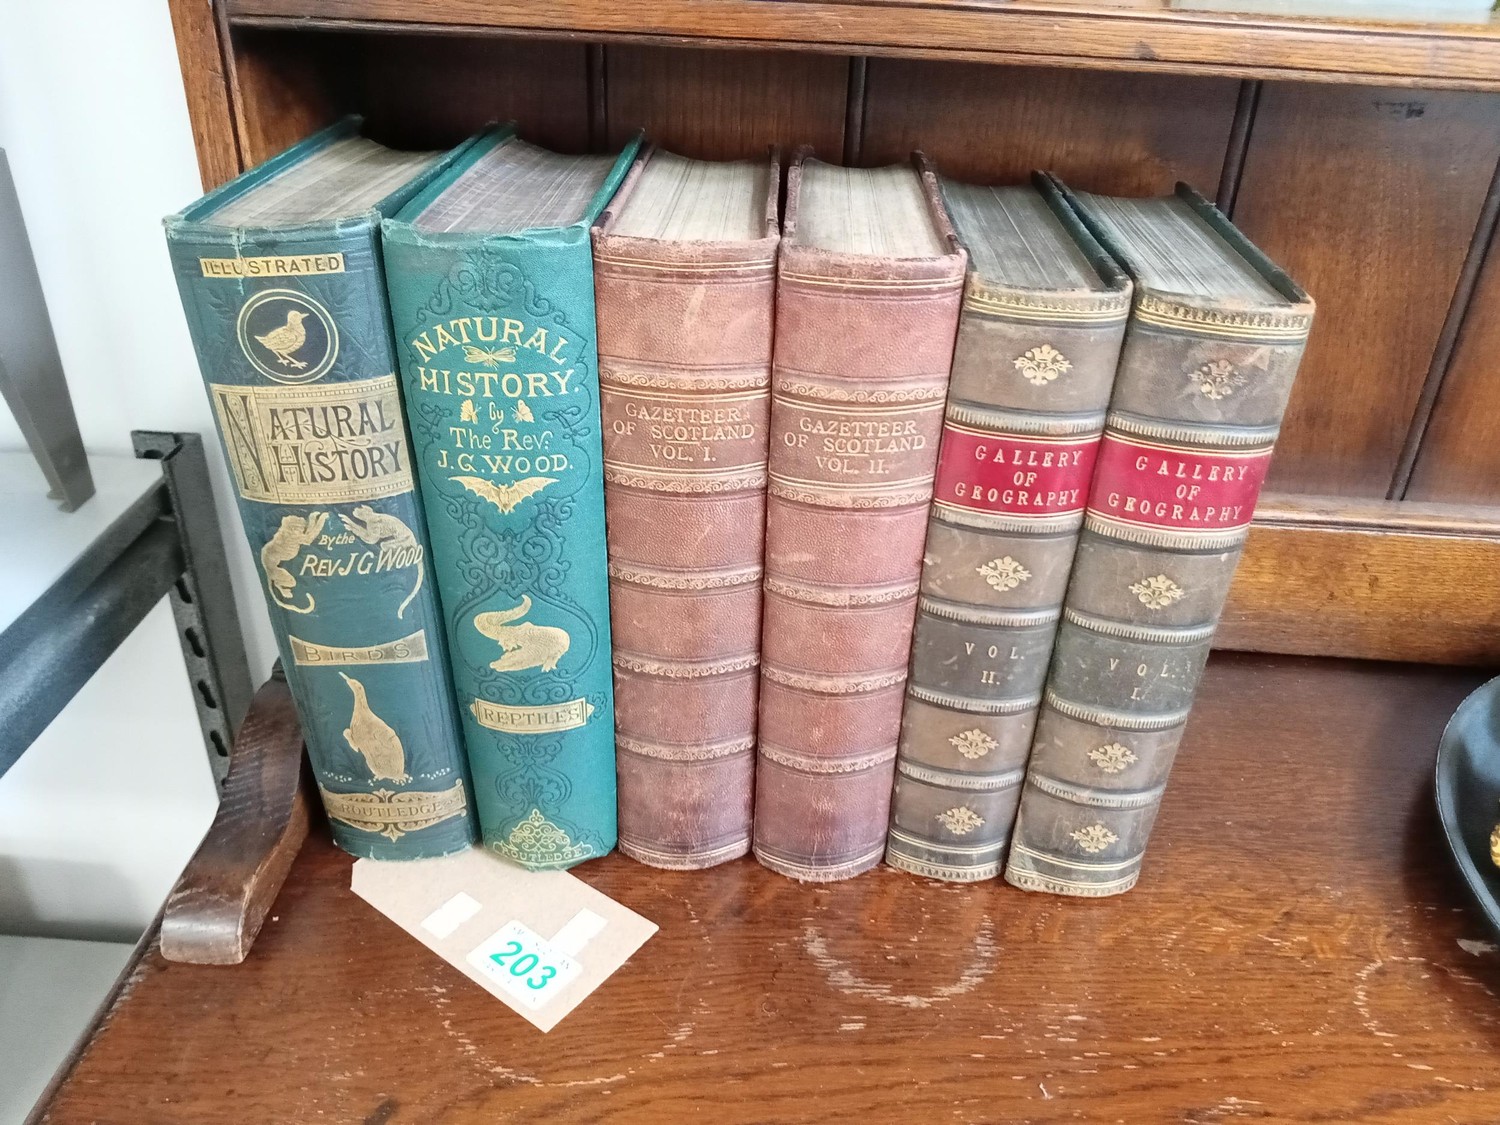 ILLUSTRATED
NATURAL
HISTORY
By the
REV J G WOOD
BIRDS
ROUTLEDGE
NATURAL
HISTORY.
By
The Rev.
J.G. WOOD.
REPTILES
ROUTLEDGE.
GAZETTEER
OF SCOTLAND
VOL. I.
GAZETTEER
OF SCOTLAND
VOL. II.
GALLERY
OF
GEOGRAPHY
VOL.
II.
GALLERY
OF
GEOGRAPHY
VOL.
I.
203